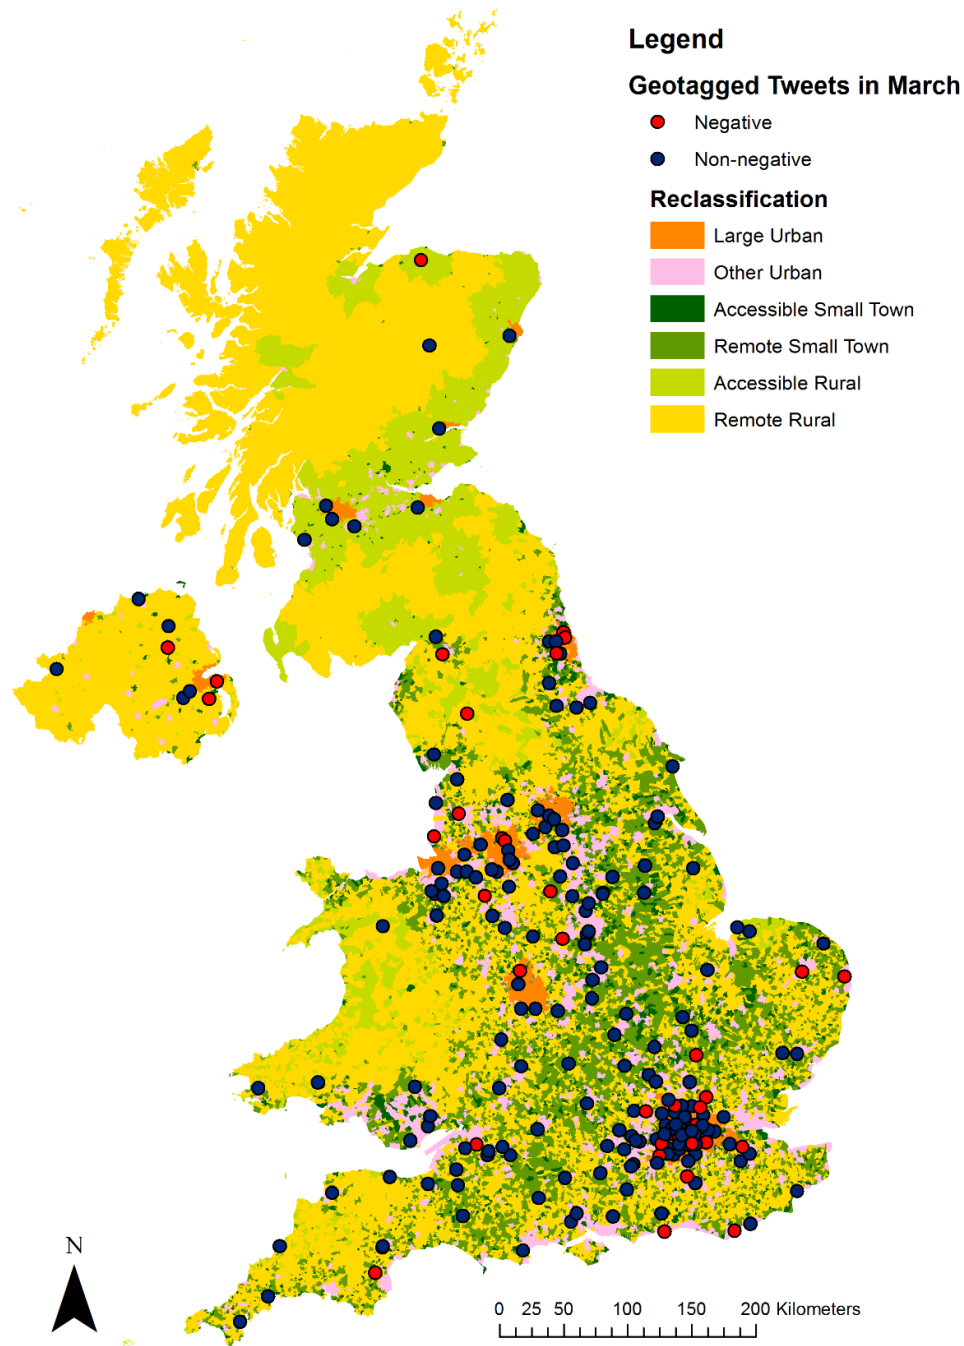 Legend
Geotagged Tweets in March
Negative
Non-negative
Reclassification
Large Urban
Other Urban
Accessible Small Town
Remote Small Town
Accessible Rural
Remote Rural
N
0 25 50 100 150 200 Kilometers